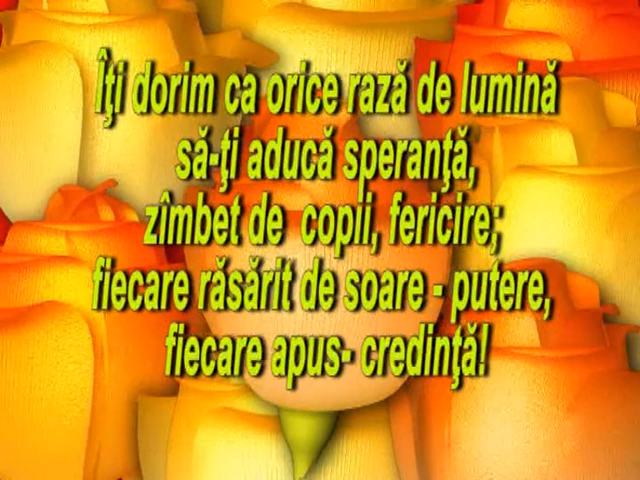 Îţi dorim ca orice rază de lumină
să-ţi aducă speranţă,
zîmbet de copii, fericire;
fiecare răsărit de soare - putere,
fiecare apus- credinţă!